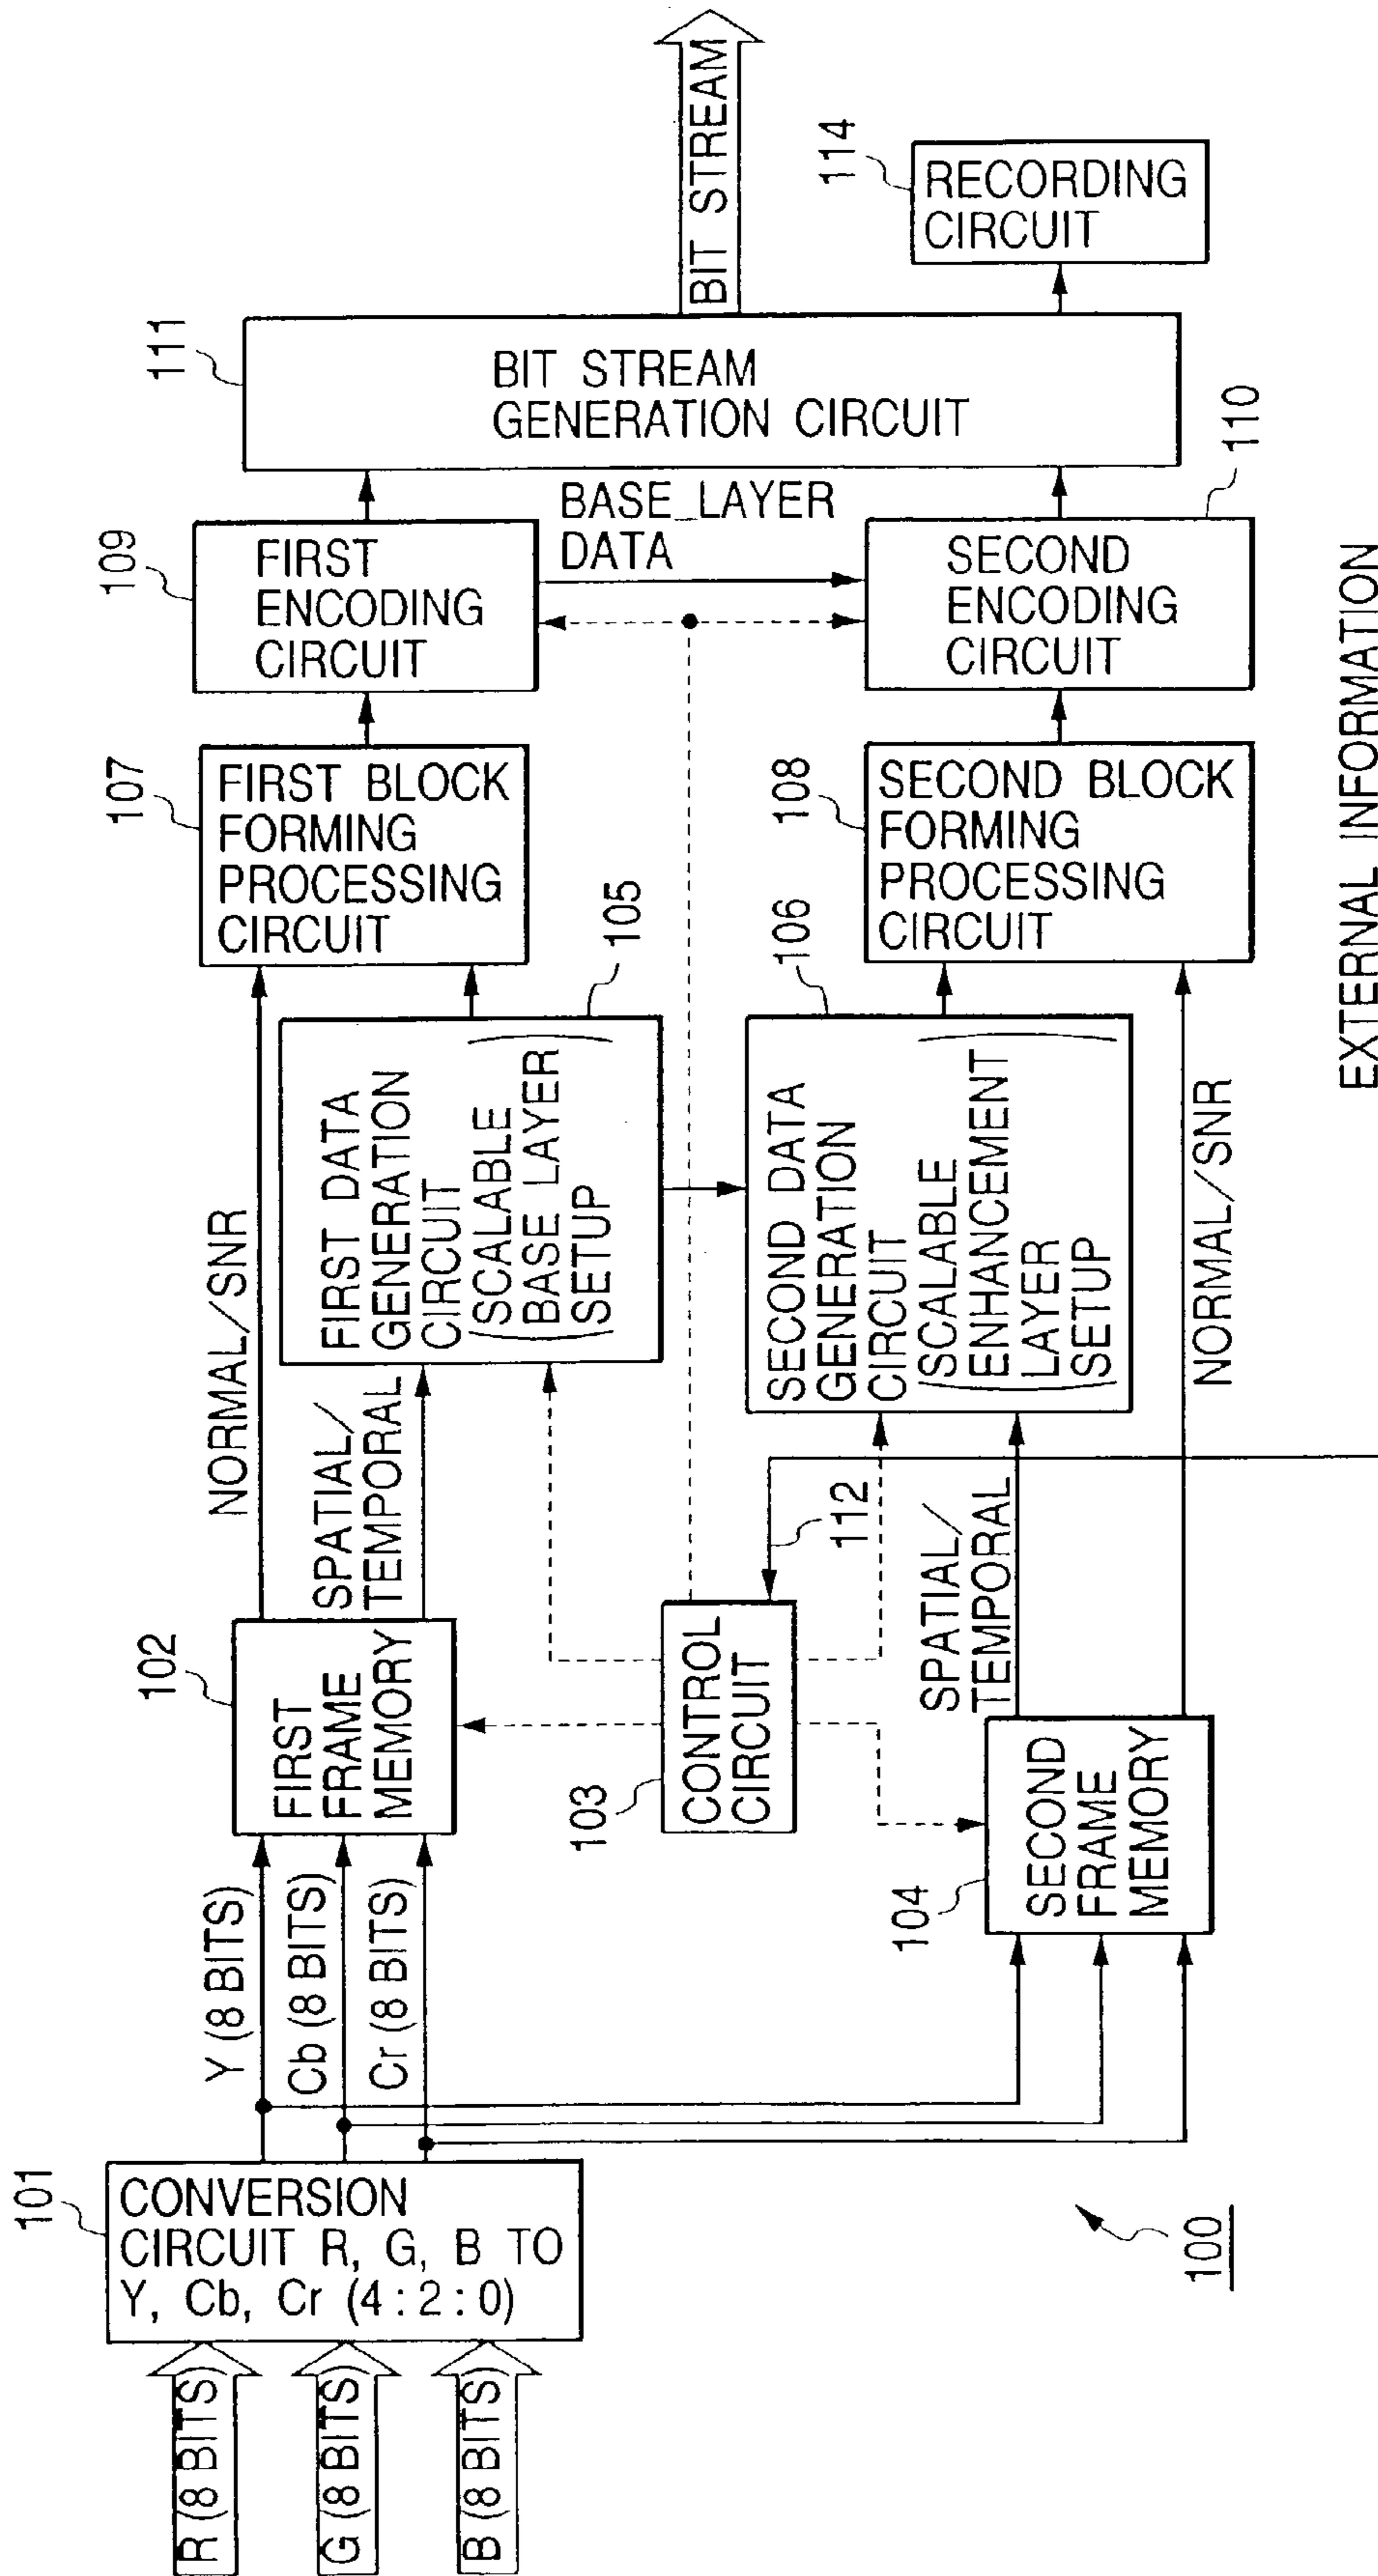 R (8 BITS)
G (8 BITS)
B (8 BITS)
101
CONVERSION
CIRCUIT R, G, B TO
Y, Cb, Cr (4 : 2 : 0)
Y (8 BITS)
Cb (8 BITS)
Cr (8 BITS)
102
FIRST
FRAME
MEMORY
103
CONTROL
CIRCUIT
104
SECOND
FRAME
MEMORY
NORMAL/SNR
SPATIAL/
TEMPORAL
112
SPATIAL/
TEMPORAL
NORMAL/SNR
FIRST DATA
GENERATION
CIRCUIT
(SCALABLE
BASE LAYER
SETUP)
105
106
SECOND DATA
GENERATION
CIRCUIT
(SCALABLE
ENHANCEMENT
LAYER
SETUP)
107
FIRST BLOCK
FORMING
PROCESSING
CIRCUIT
108
SECOND BLOCK
FORMING
PROCESSING
CIRCUIT
109
FIRST
ENCODING
CIRCUIT
BASE_LAYER
DATA
SECOND
ENCODING
CIRCUIT
110
111
BIT STREAM
GENERATION CIRCUIT
BIT STREAM
114
RECORDING
CIRCUIT
EXTERNAL INFORMATION
100